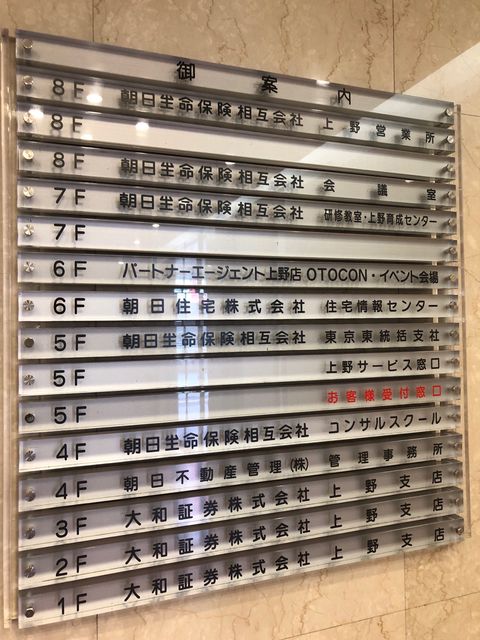 御案内
8F 朝日生命保険相互会社 上野営業所
8F
8F 朝日生命保険相互会社 会議室
7F 朝日生命保険相互会社 研修教室・上野育成センター
7F
6F パートナーエージェント上野店 OTOCON・イベント会場
6F 朝日住宅株式会社 住宅情報センター
5F 朝日生命保険相互会社 東京東統括支社
5F 上野サービス窓口
5F お客様受付窓口
4F 朝日生命保険相互会社 コンサルスクール
4F 朝日不動産管理(株) 管理事務所
3F 大和証券株式会社 上野支店
2F 大和証券株式会社 上野支店
1F 大和証券株式会社 上野支店